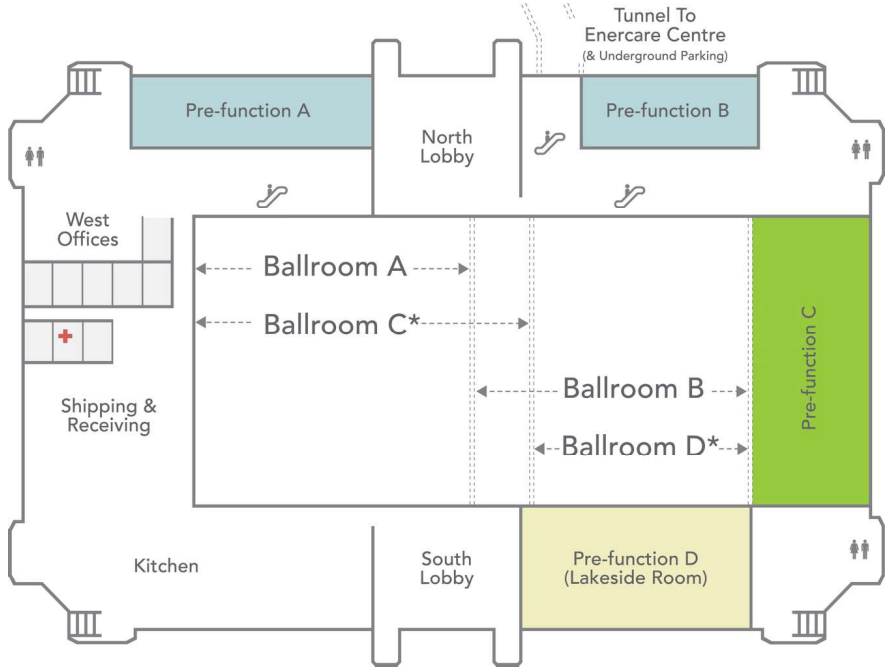 Tunnel To
Enercare Centre
(& Underground Parking)
Pre-function A
Pre-function B
North
Lobby
West
Offices
Ballroom A
Ballroom C*
Ballroom B
Pre-function C
Shipping &
Receiving
Ballroom D*
Kitchen
South
Lobby
Pre-function D
(Lakeside Room)